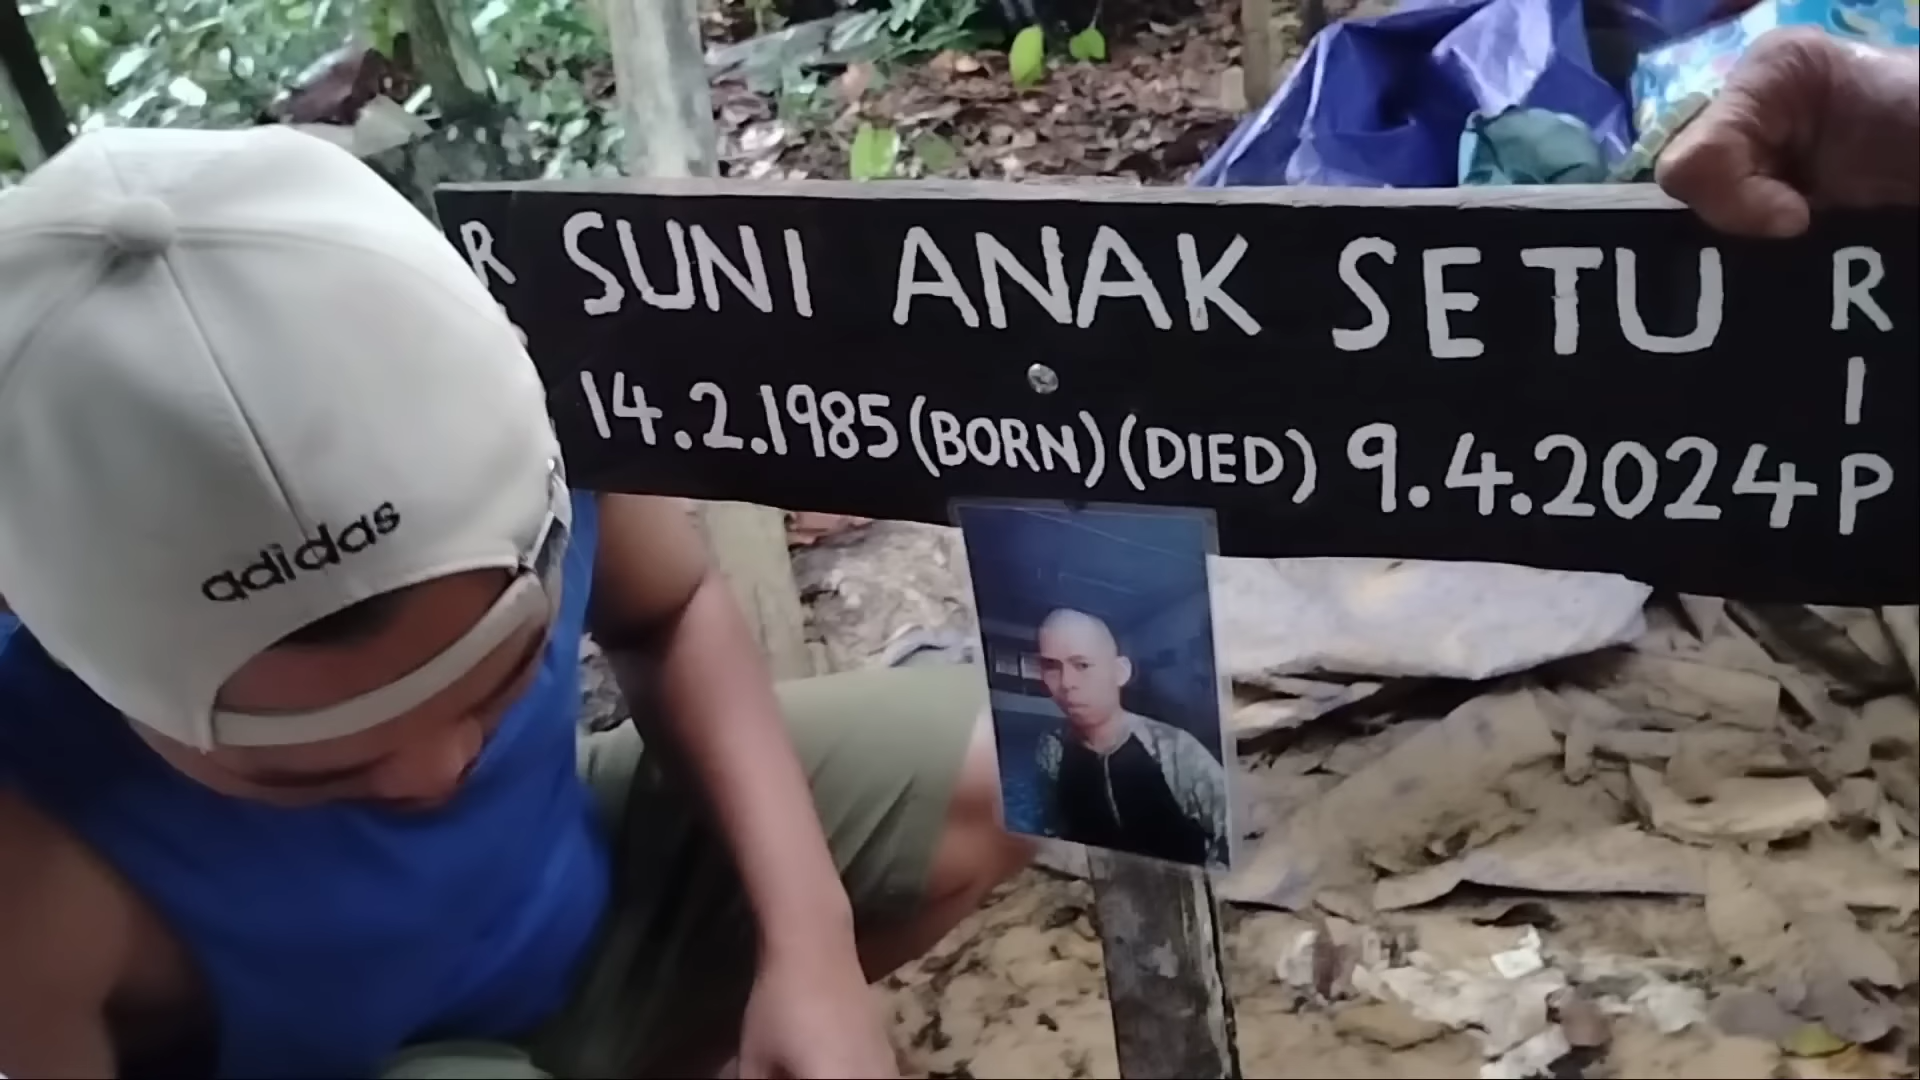 R SUNI ANAK SETU
14.2.1985 (BORN) (DIED) 9.4.2024
R
I
P
adidas